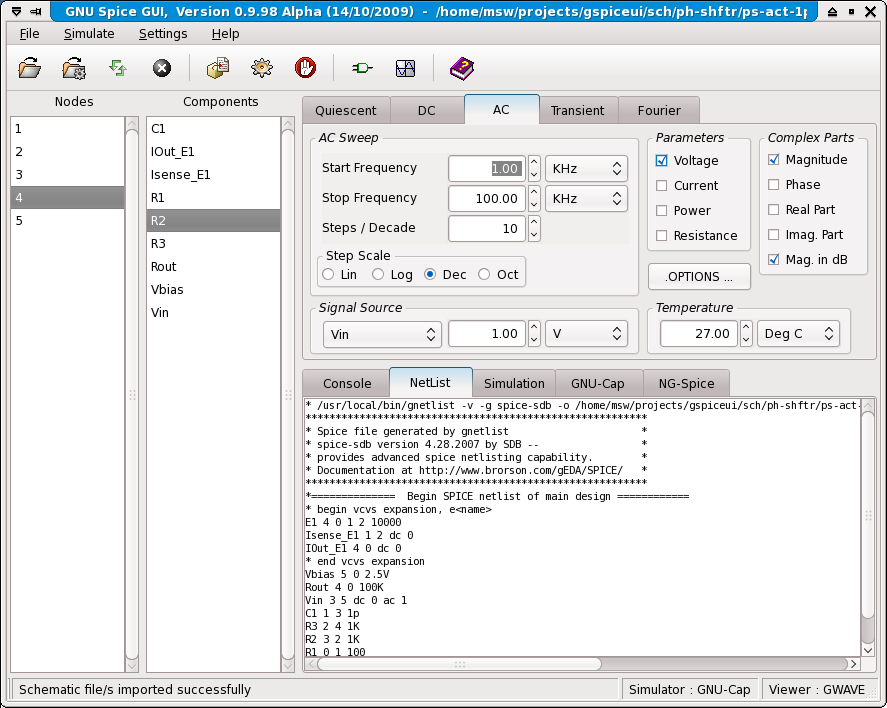 GNU Spice GUI, Version 0.9.98 Alpha (14/10/2009) - /home/msw/projects/gspiceui/sch/ph-shftr/ps-act-1p
File Simulate Settings Help
Nodes
1
2
3
4
5
Components
C1
IOut_E1
Isense_E1
R1
R2
R3
Rout
Vbias
Vin
Quiescent DC AC Transient Fourier
AC Sweep
Start Frequency 1.00 KHz
Stop Frequency 100.00 KHz
Steps / Decade 10
Step Scale
Lin Log Dec Oct
Parameters
Voltage
Current
Power
Resistance
Complex Parts
Magnitude
Phase
Real Part
Imag. Part
Mag. in dB
.OPTIONS ...
Signal Source
Vin 1.00 V
Temperature
27.00 Deg C
Console NetList Simulation GNU-Cap NG-Spice
* /usr/local/bin/gnetlist -v -g spice-sdb -o /home/msw/projects/gspiceui/sch/ph-shftr/ps-act-
*********************************************************
* Spice file generated by gnetlist *
* spice-sdb version 4.28.2007 by SDB -- *
* provides advanced spice netlisting capability. *
* Documentation at http://www.brorson.com/gEDA/SPICE/ *
*********************************************************
*============== Begin SPICE netlist of main design ============
* begin vcvs expansion, e<name>
E1 4 0 1 2 10000
Isense_E1 1 2 dc 0
IOut_E1 4 0 dc 0
* end vcvs expansion
Vbias 5 0 2.5V
Rout 4 0 100K
Vin 3 5 dc 0 ac 1
C1 1 3 1p
R3 2 4 1K
R2 3 2 1K
R1 0 1 100
Schematic file/s imported successfully
Simulator : GNU-Cap
Viewer : GWAVE